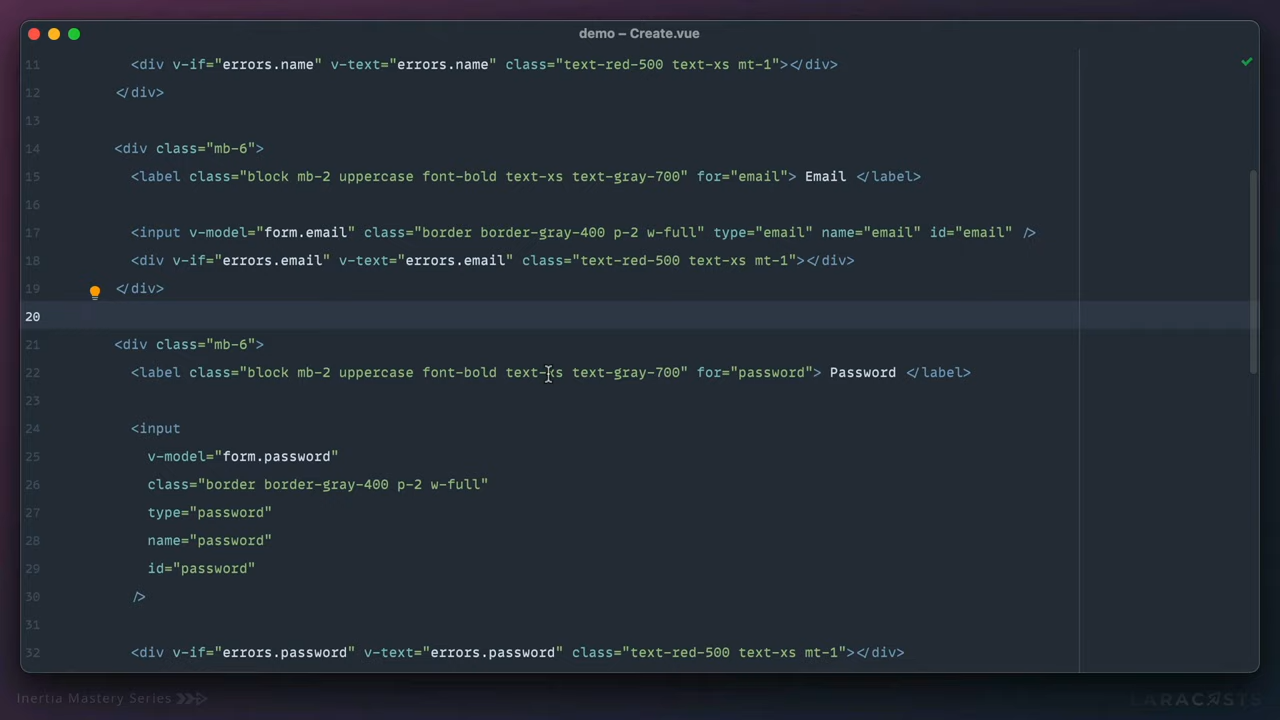 demo – Create.vue
11 <div v-if="errors.name" v-text="errors.name" class="text-red-500 text-xs mt-1"></div>
12 </div>
13
14 <div class="mb-6">
15 <label class="block mb-2 uppercase font-bold text-xs text-gray-700" for="email"> Email </label>
16
17 <input v-model="form.email" class="border border-gray-400 p-2 w-full" type="email" name="email" id="email" />
18 <div v-if="errors.email" v-text="errors.email" class="text-red-500 text-xs mt-1"></div>
19 </div>
20
21 <div class="mb-6">
22 <label class="block mb-2 uppercase font-bold text-xs text-gray-700" for="password"> Password </label>
23
24 <input
25 v-model="form.password"
26 class="border border-gray-400 p-2 w-full"
27 type="password"
28 name="password"
29 id="password"
30 />
31
32 <div v-if="errors.password" v-text="errors.password" class="text-red-500 text-xs mt-1"></div>
Inertia Mastery Series
LARACASTS